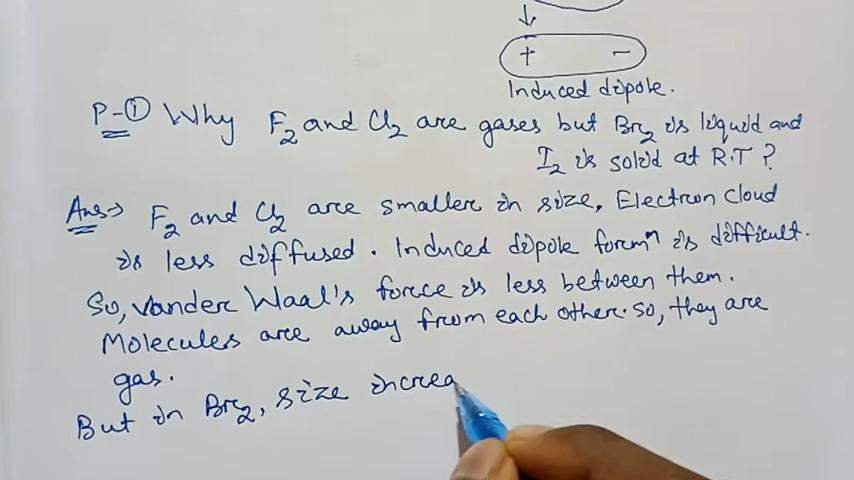 + −
Induced dipole.
P-① Why F₂ and Cl₂ are gases but Br₂ is liquid and
I₂ is solid at R.T ?
Ans→ F₂ and Cl₂ are smaller in size, Electron cloud
is less diffused. Induced dipole formⁿ is difficult.
So, Vander Waal's force is less between them.
Molecules are away from each other. so, they are
gas.
But in Br₂, size increa